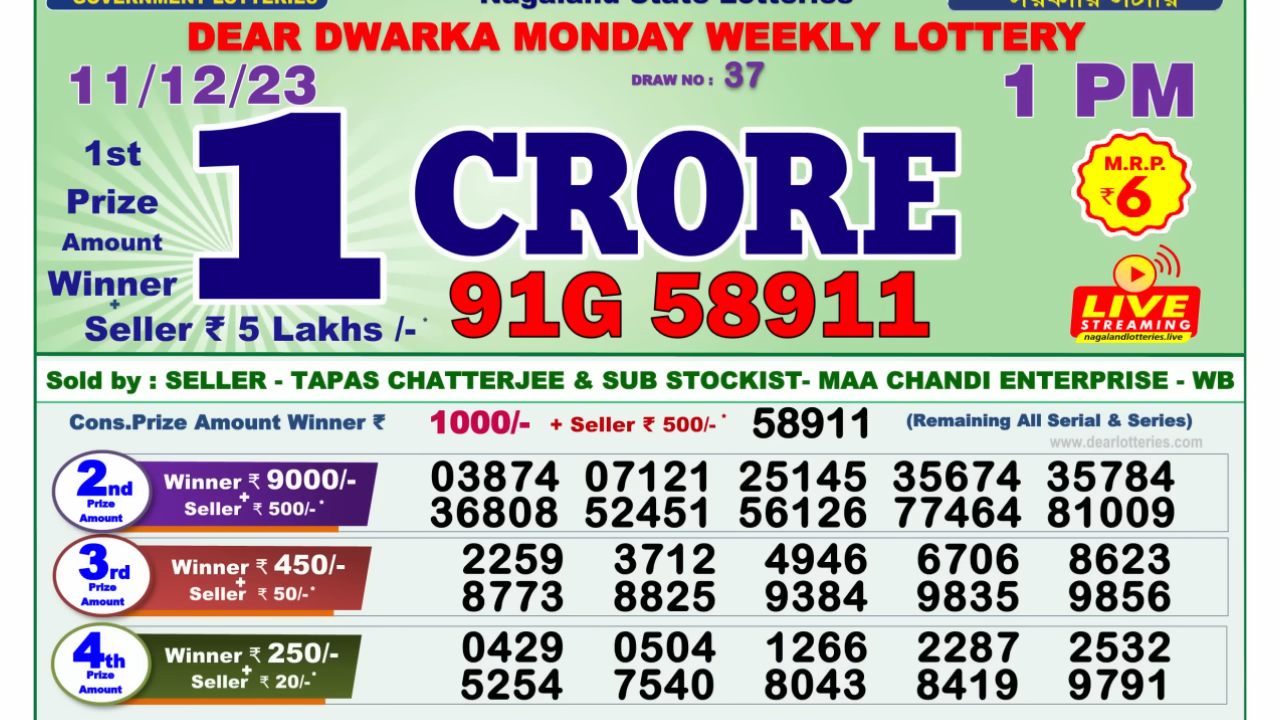 GOVERNMENT LOTTERIES
Nagaland State Lotteries
সরকারি লটারি
DEAR DWARKA MONDAY WEEKLY LOTTERY
11/12/23
DRAW NO : 37
1 PM
1st
Prize
Amount
Winner
+
Seller ₹ 5 Lakhs /- *
1 CRORE
91G 58911
M.R.P.
₹6
LIVE
STREAMING
nagalandlotteries.live
Sold by : SELLER - TAPAS CHATTERJEE & SUB STOCKIST- MAA CHANDI ENTERPRISE - WB
Cons.Prize Amount Winner ₹ 1000/- + Seller ₹ 500/-* 58911 (Remaining All Serial & Series)
www.dearlotteries.com
2nd
Prize
Amount
Winner ₹ 9000/-
+
Seller ₹ 500/-*
03874 07121 25145 35674 35784
36808 52451 56126 77464 81009
3rd
Prize
Amount
Winner ₹ 450/-
+
Seller ₹ 50/-*
2259 3712 4946 6706 8623
8773 8825 9384 9835 9856
4th
Prize
Amount
Winner ₹ 250/-
+
Seller ₹ 20/-*
0429 0504 1266 2287 2532
5254 7540 8043 8419 9791